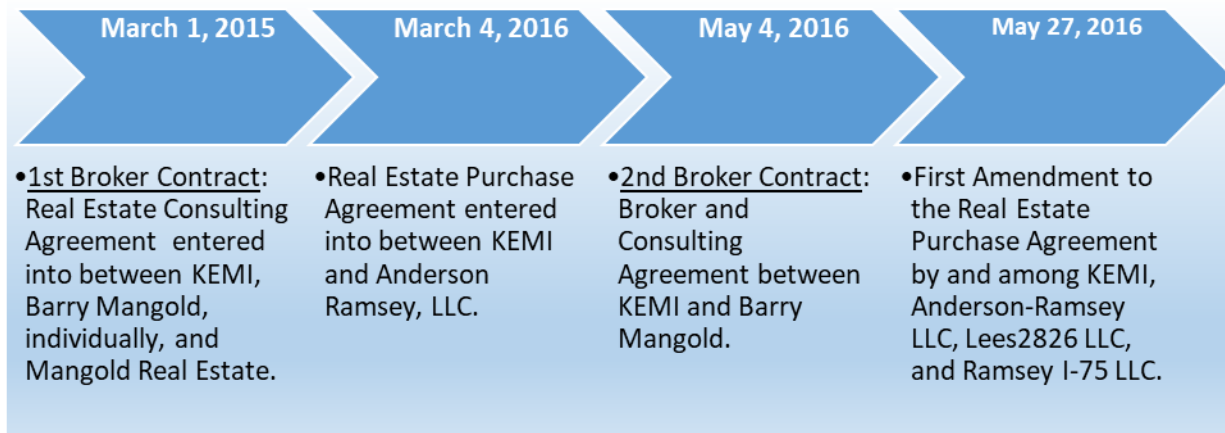 March 1, 2015
March 4, 2016
May 4, 2016
May 27, 2016
•1st Broker Contract:
Real Estate Consulting
Agreement entered
into between KEMI,
Barry Mangold,
individually, and
Mangold Real Estate.
•Real Estate Purchase
Agreement entered
into between KEMI
and Anderson
Ramsey, LLC.
•2nd Broker Contract:
Broker and
Consulting
Agreement between
KEMI and Barry
Mangold.
•First Amendment to
the Real Estate
Purchase Agreement
by and among KEMI,
Anderson-Ramsey
LLC, Lees2826 LLC,
and Ramsey I-75 LLC.